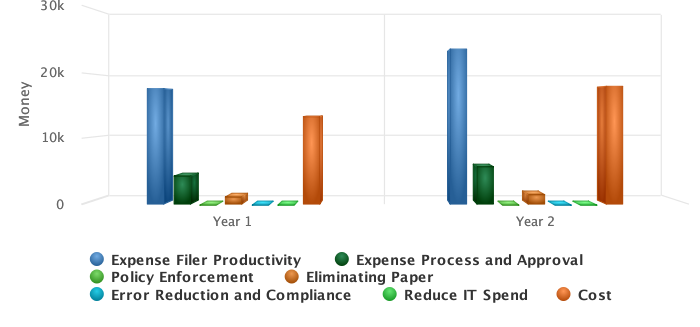 30k
20k
Money
10k
0
Year 1 Year 2
Expense Filer Productivity Expense Process and Approval
Policy Enforcement Eliminating Paper
Error Reduction and Compliance Reduce IT Spend Cost